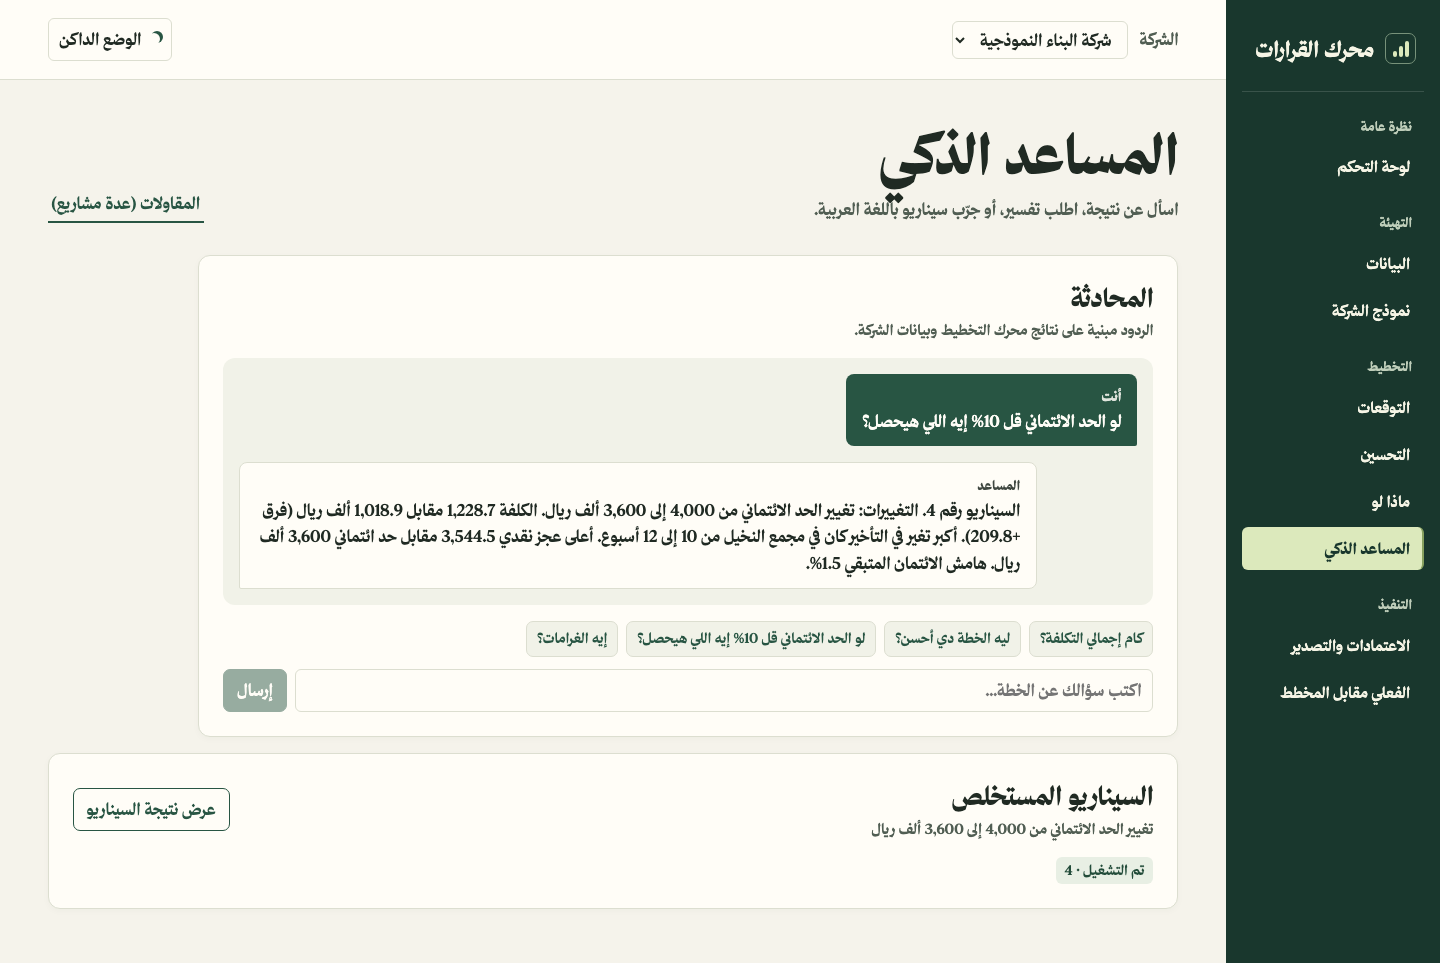 محرك القرارات
نظرة عامة
لوحة التحكم
التهيئة
البيانات
نموذج الشركة
التخطيط
التوقعات
التحسين
ماذا لو
المساعد الذكي
التنفيذ
الاعتمادات والتصدير
الفعلي مقابل المخطط
الشركة
شركة البناء النموذجية
الوضع الداكن
المساعد الذكي
اسأل عن نتيجة، اطلب تفسير، أو جرّب سيناريو باللغة العربية.
المقاولات (عدة مشاريع)
المحادثة
الردود مبنية على نتائج محرك التخطيط وبيانات الشركة.
أنت
لو الحد الائتماني قل 10% إيه اللي هيحصل؟
المساعد
السيناريو رقم 4. التغييرات: تغيير الحد الائتماني من 4,000 إلى 3,600 ألف ريال. الكلفة 1,228.7 مقابل 1,018.9 ألف ريال (فرق
+209.8). أكبر تغير في التأخير كان في مجمع النخيل من 10 إلى 12 أسبوع. أعلى عجز نقدي 3,544.5 مقابل حد ائتماني 3,600 ألف
ريال. هامش الائتمان المتبقي 1.5%.
كام إجمالي التكلفة؟
ليه الخطة دي أحسن؟
لو الحد الائتماني قل 10% إيه اللي هيحصل؟
إيه الغرامات؟
اكتب سؤالك عن الخطة...
إرسال
السيناريو المستخلص
تغيير الحد الائتماني من 4,000 إلى 3,600 ألف ريال
عرض نتيجة السيناريو
تم التشغيل · 4